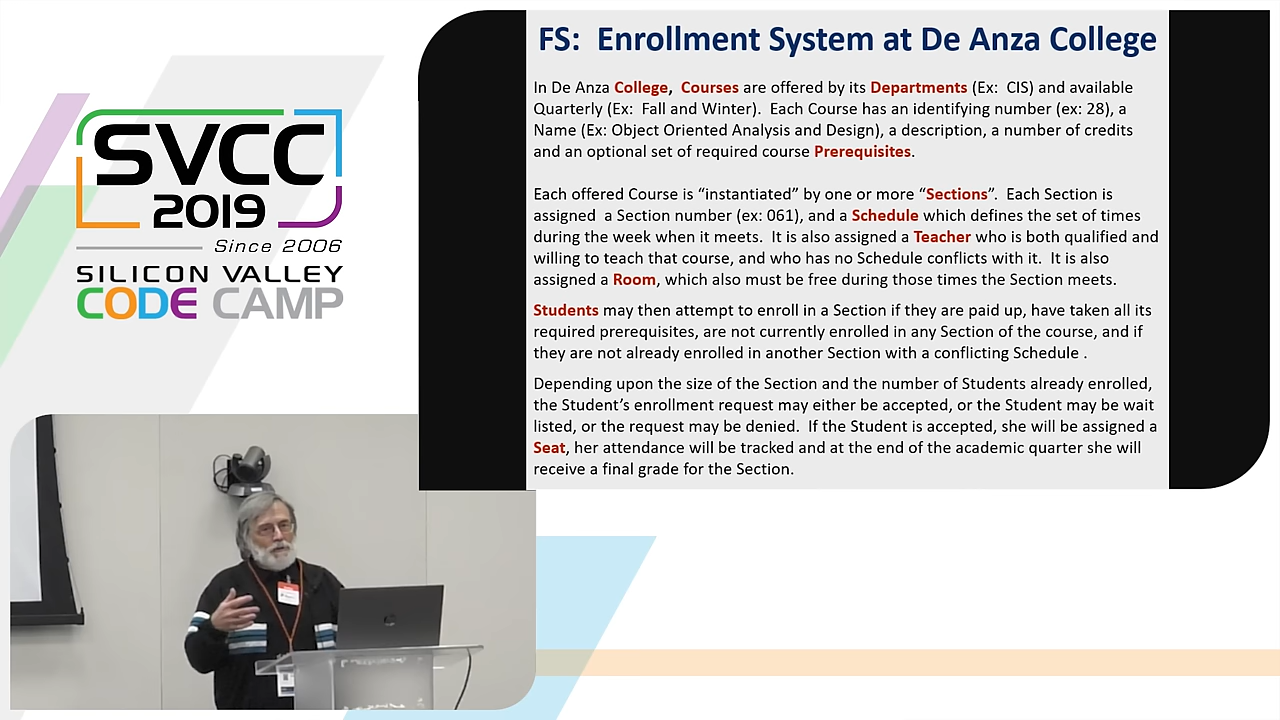 SVCC
2019
Since 2006
SILICON VALLEY
CODE CAMP
FS: Enrollment System at De Anza College
In De Anza College, Courses are offered by its Departments (Ex: CIS) and available
Quarterly (Ex: Fall and Winter). Each Course has an identifying number (ex: 28), a
Name (Ex: Object Oriented Analysis and Design), a description, a number of credits
and an optional set of required course Prerequisites.
Each offered Course is “instantiated” by one or more “Sections”. Each Section is
assigned a Section number (ex: 061), and a Schedule which defines the set of times
during the week when it meets. It is also assigned a Teacher who is both qualified and
willing to teach that course, and who has no Schedule conflicts with it. It is also
assigned a Room, which also must be free during those times the Section meets.
Students may then attempt to enroll in a Section if they are paid up, have taken all its
required prerequisites, are not currently enrolled in any Section of the course, and if
they are not already enrolled in another Section with a conflicting Schedule .
Depending upon the size of the Section and the number of Students already enrolled,
the Student’s enrollment request may either be accepted, or the Student may be wait
listed, or the request may be denied. If the Student is accepted, she will be assigned a
Seat, her attendance will be tracked and at the end of the academic quarter she will
receive a final grade for the Section.